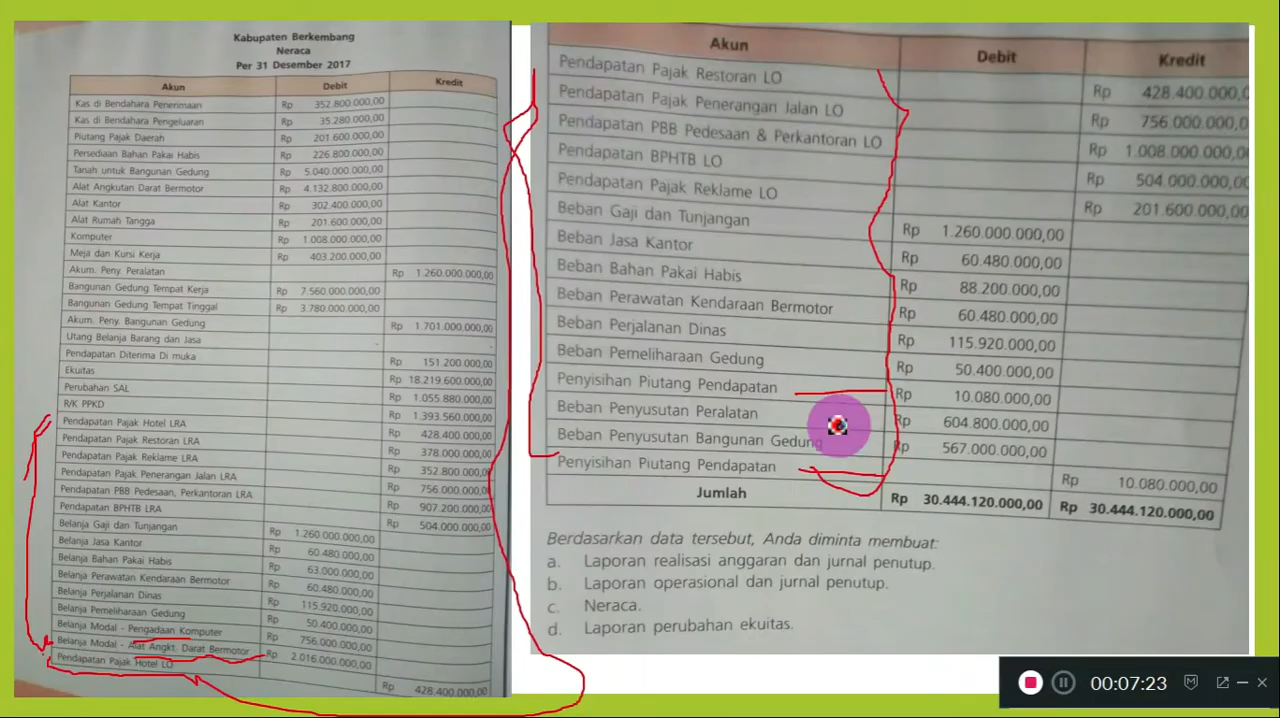 Kabupaten Berkembang
Neraca
Per 31 Desember 2017
Akun Debit Kredit
Kas di Bendahara Penerimaan Rp 352.800.000,00
Kas di Bendahara Pengeluaran Rp 35.280.000,00
Piutang Pajak Daerah Rp 201.600.000,00
Persediaan Bahan Pakai Habis Rp 226.800.000,00
Tanah untuk Bangunan Gedung Rp 5.040.000.000,00
Alat Angkutan Darat Bermotor Rp 4.132.800.000,00
Alat Kantor Rp 302.400.000,00
Alat Rumah Tangga Rp 201.600.000,00
Komputer Rp 1.008.000.000,00
Meja dan Kursi Kerja Rp 403.200.000,00
Akum. Peny. Peralatan Rp 1.260.000.000,00
Bangunan Gedung Tempat Kerja Rp 7.560.000.000,00
Bangunan Gedung Tempat Tinggal Rp 3.780.000.000,00
Akum. Peny. Bangunan Gedung Rp 1.701.000.000,00
Utang Belanja Barang dan Jasa - -
Pendapatan Diterima Di muka Rp 151.200.000,00
Ekuitas Rp 18.219.600.000,00
Perubahan SAL Rp 1.055.880.000,00
R/K PPKD Rp 1.393.560.000,00
Pendapatan Pajak Hotel LRA Rp 428.400.000,00
Pendapatan Pajak Restoran LRA Rp 378.000.000,00
Pendapatan Pajak Reklame LRA Rp 352.800.000,00
Pendapatan Pajak Penerangan Jalan LRA Rp 756.000.000,00
Pendapatan PBB Pedesaan, Perkantoran LRA Rp 907.200.000,00
Pendapatan BPHTB LRA Rp 504.000.000,00
Belanja Gaji dan Tunjangan Rp 1.260.000.000,00
Belanja Jasa Kantor Rp 60.480.000,00
Belanja Bahan Pakai Habis Rp 63.000.000,00
Belanja Perawatan Kendaraan Bermotor Rp 60.480.000,00
Belanja Perjalanan Dinas Rp 115.920.000,00
Belanja Pemeliharaan Gedung Rp 50.400.000,00
Belanja Modal - Pengadaan Komputer Rp 756.000.000,00
Belanja Modal - Alat Angkt. Darat Bermotor Rp 2.016.000.000,00
Pendapatan Pajak Hotel LO Rp 428.400.000,00
Akun Debit Kredit
Pendapatan Pajak Restoran LO Rp 428.400.000,0
Pendapatan Pajak Penerangan Jalan LO Rp 756.000.000,0
Pendapatan PBB Pedesaan & Perkantoran LO Rp 1.008.000.000,00
Pendapatan BPHTB LO Rp 504.000.000,00
Pendapatan Pajak Reklame LO Rp 201.600.000,00
Beban Gaji dan Tunjangan Rp 1.260.000.000,00
Beban Jasa Kantor Rp 60.480.000,00
Beban Bahan Pakai Habis Rp 88.200.000,00
Beban Perawatan Kendaraan Bermotor Rp 60.480.000,00
Beban Perjalanan Dinas Rp 115.920.000,00
Beban Pemeliharaan Gedung Rp 50.400.000,00
Penyisihan Piutang Pendapatan Rp 10.080.000,00
Beban Penyusutan Peralatan Rp 604.800.000,00
Beban Penyusutan Bangunan Gedung Rp 567.000.000,00
Penyisihan Piutang Pendapatan Rp 10.080.000,00
Jumlah Rp 30.444.120.000,00 Rp 30.444.120.000,00
Berdasarkan data tersebut, Anda diminta membuat:
a. Laporan realisasi anggaran dan jurnal penutup.
b. Laporan operasional dan jurnal penutup.
c. Neraca.
d. Laporan perubahan ekuitas.
00:07:23